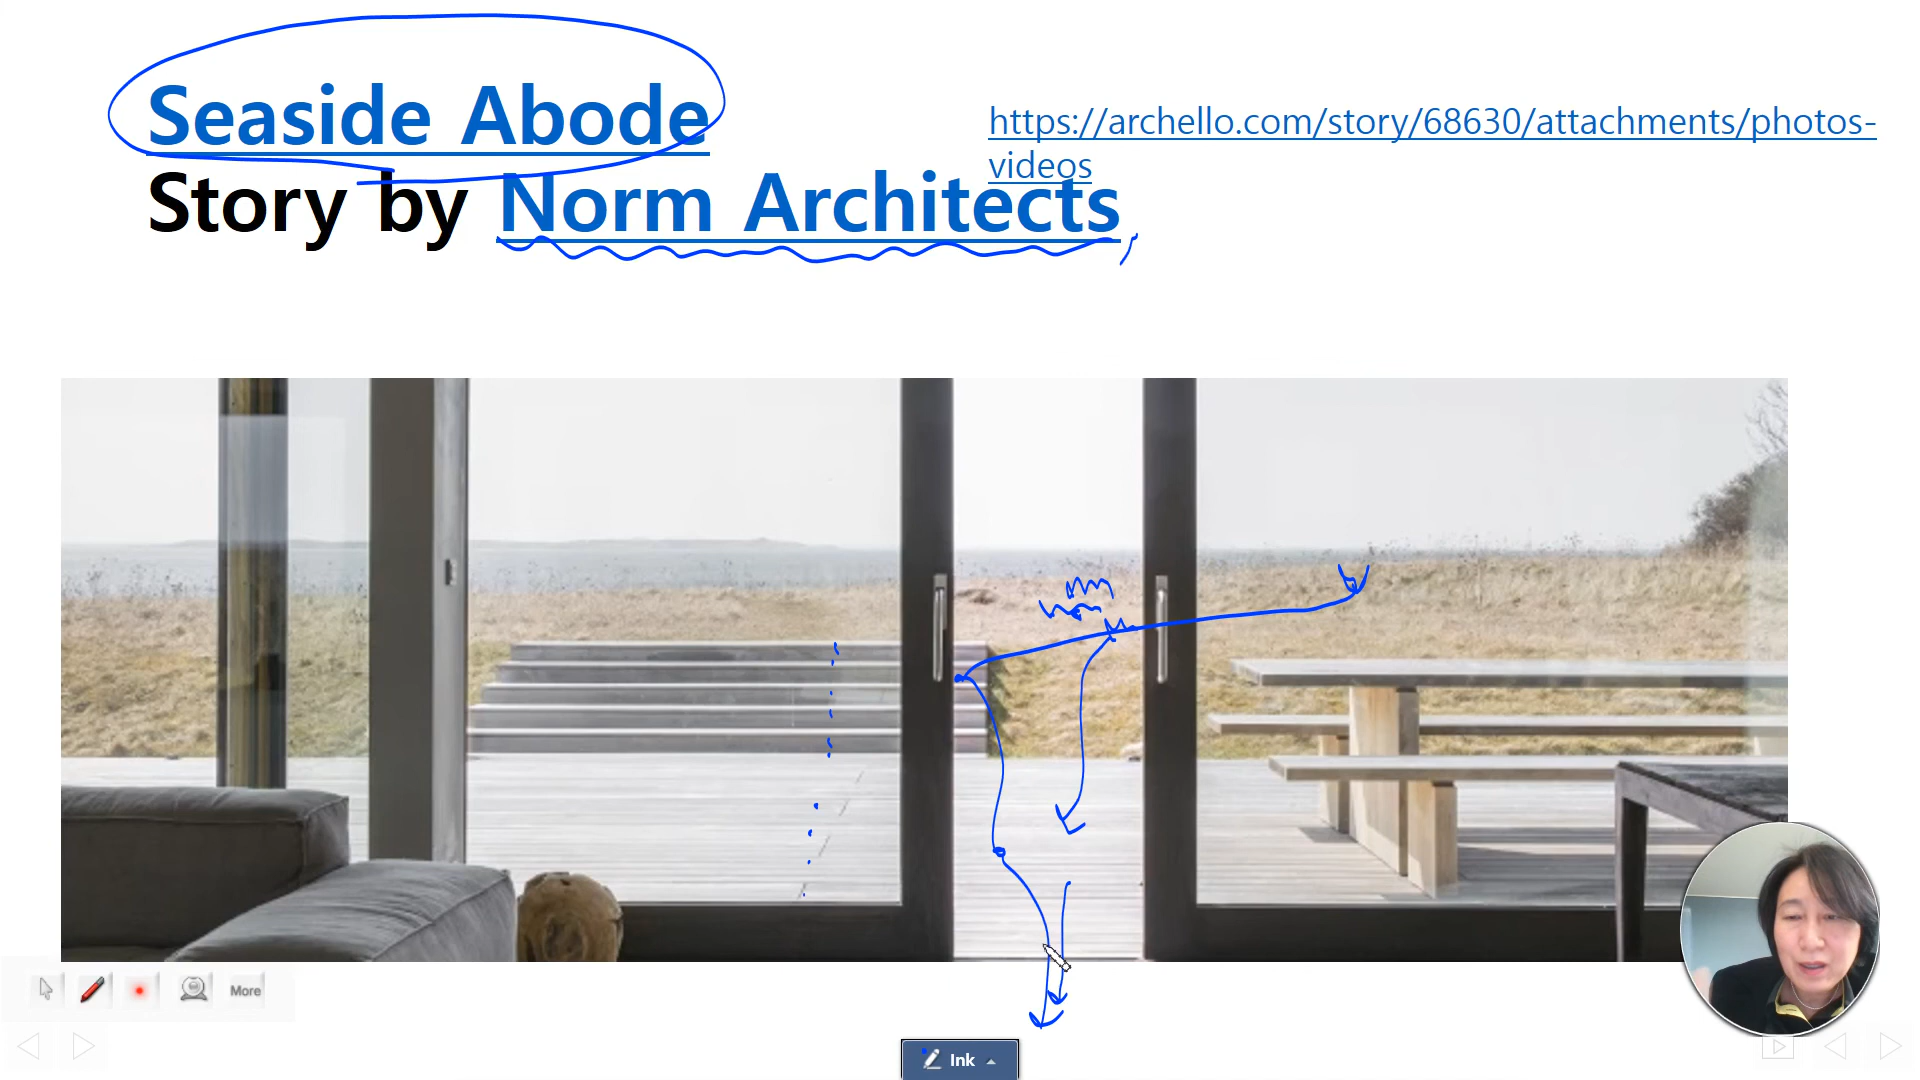 Seaside Abode
Story by Norm Architects
https://archello.com/story/68630/attachments/photos-
videos
More
Ink